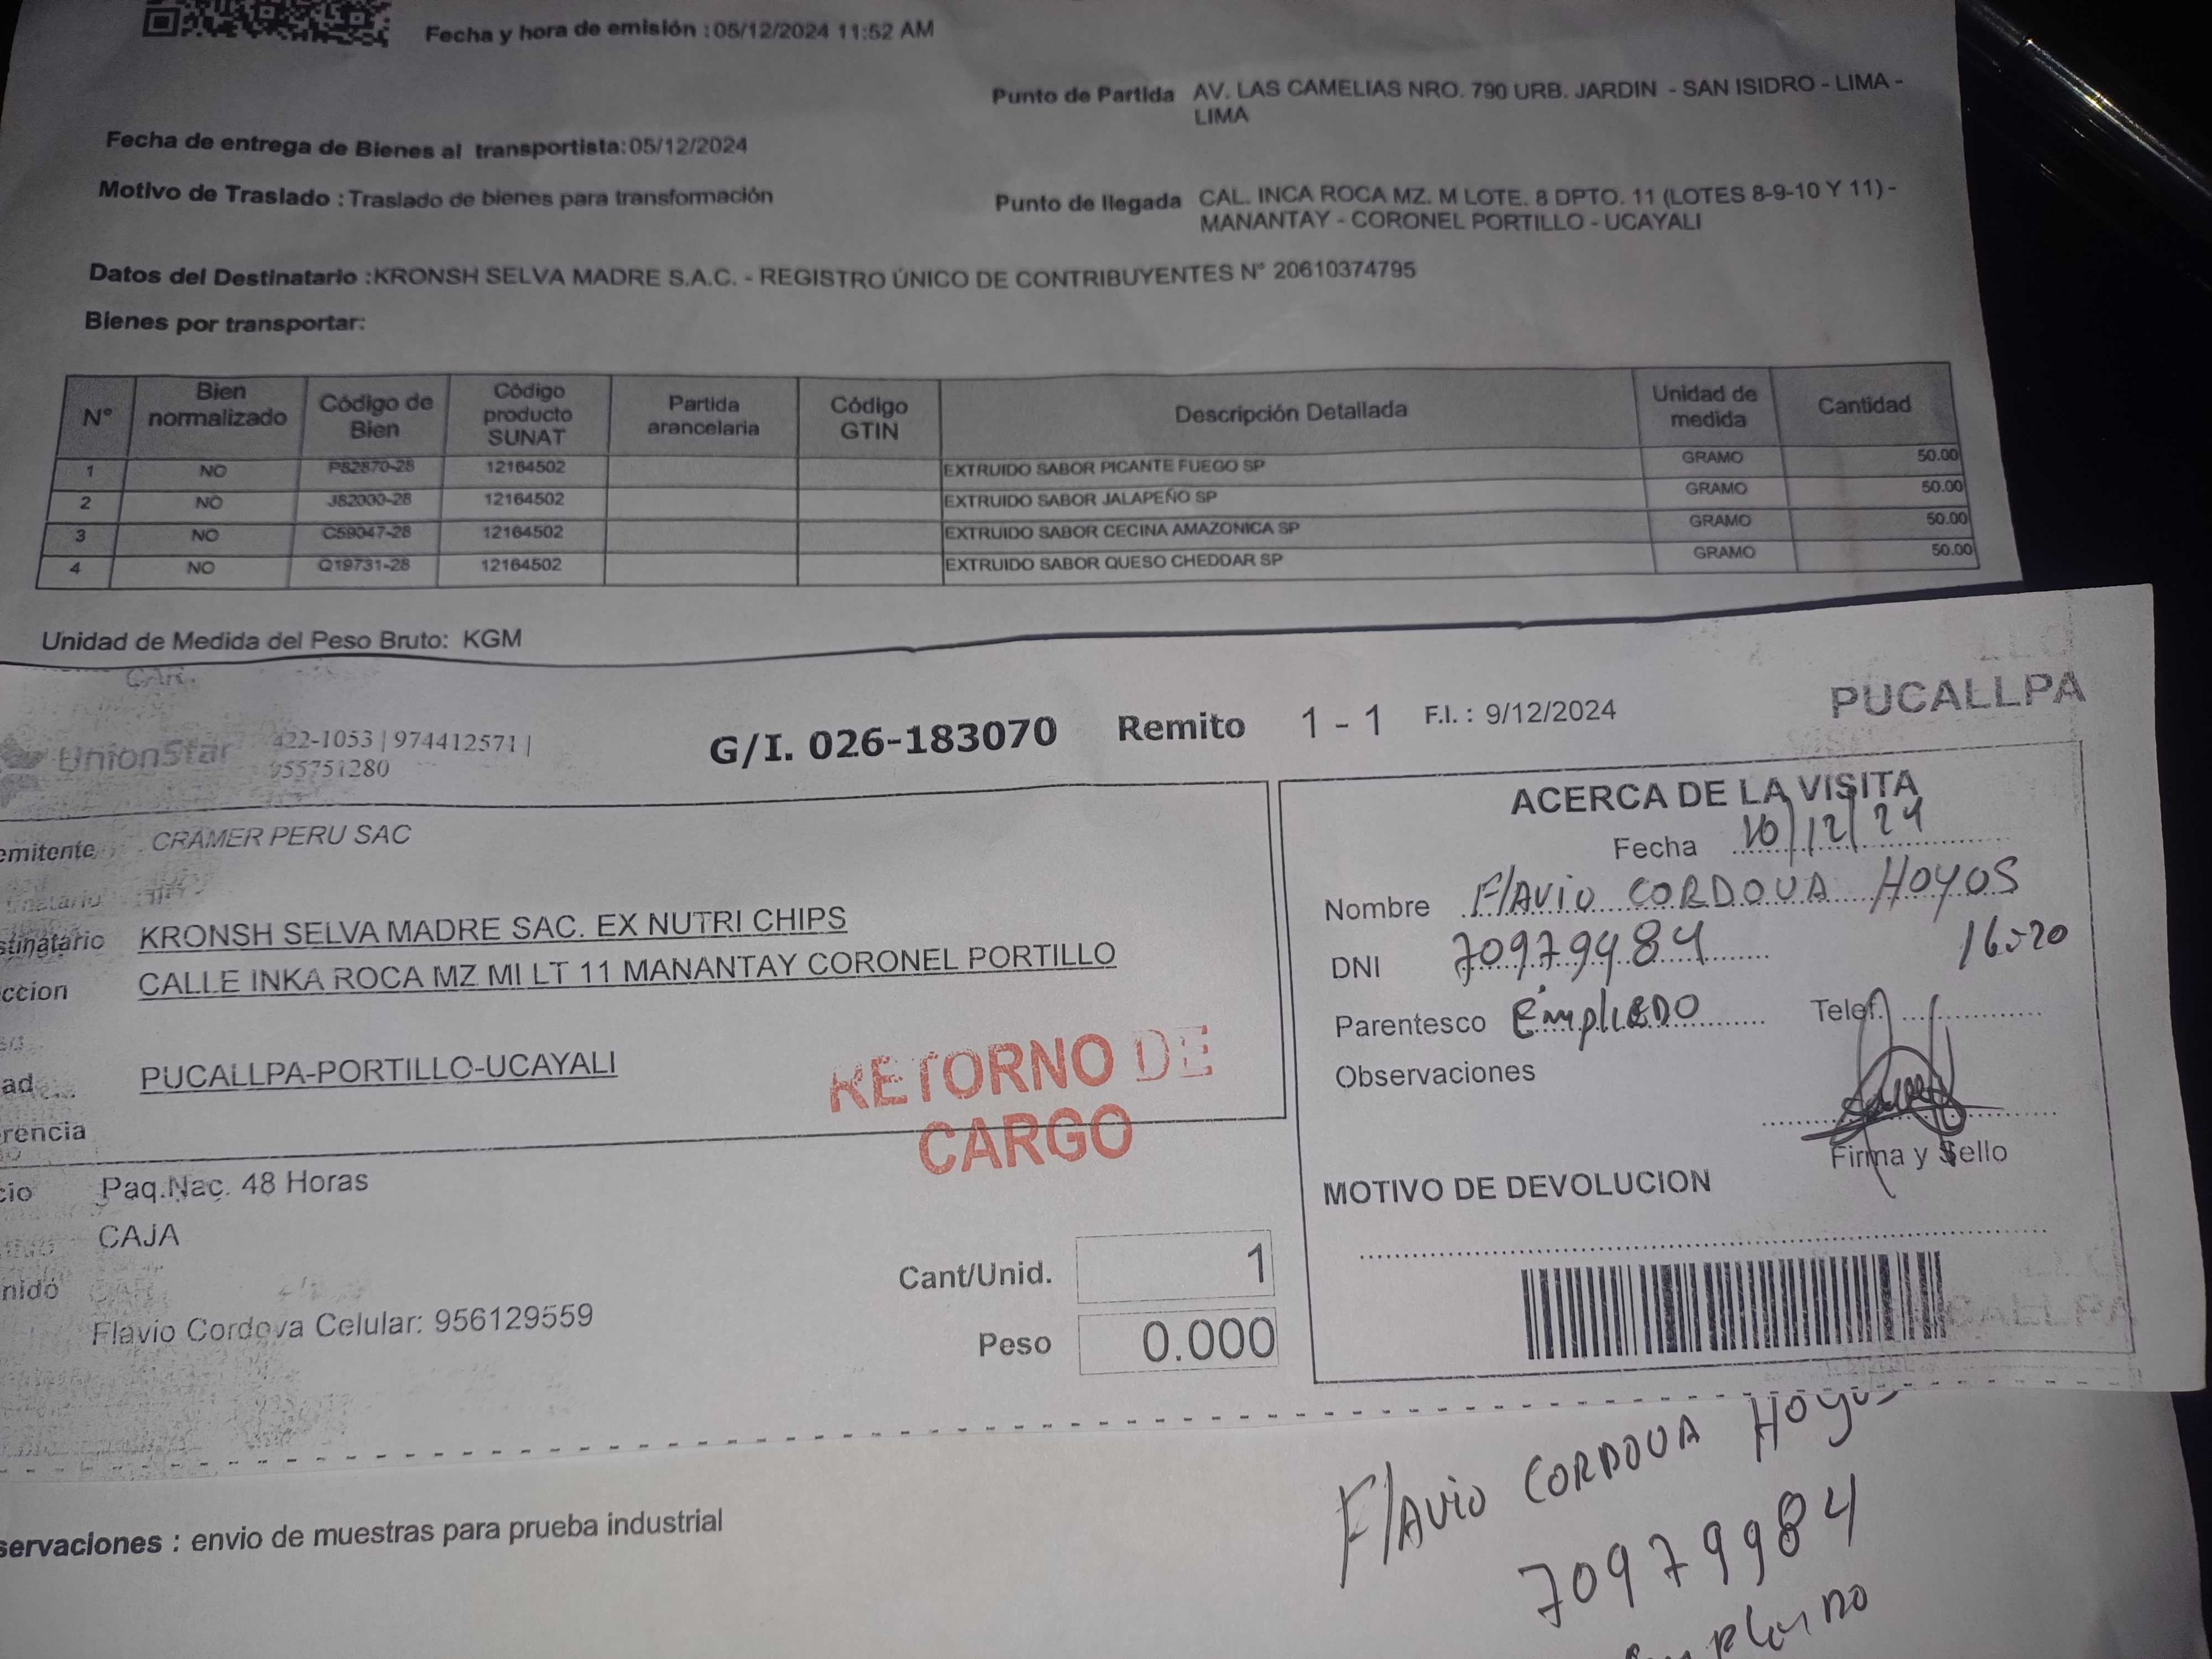 Fecha y hora de emisión : 05/12/2024 11:52 AM
Punto de Partida AV. LAS CAMELIAS NRO. 790 URB. JARDIN - SAN ISIDRO - LIMA -
LIMA
Fecha de entrega de Bienes al transportista: 05/12/2024
Motivo de Traslado : Traslado de bienes para transformación
Punto de llegada CAL. INCA ROCA MZ. M LOTE. 8 DPTO. 11 (LOTES 8-9-10 Y 11) -
MANANTAY - CORONEL PORTILLO - UCAYALI
Datos del Destinatario : KRONSH SELVA MADRE S.A.C. - REGISTRO ÚNICO DE CONTRIBUYENTES N° 20610374795
Bienes por transportar:
N° Bien normalizado Código de Bien Código producto SUNAT Partida arancelaria Código GTIN Descripción Detallada Unidad de medida Cantidad
1 NO PS2870-28 12164502 EXTRUIDO SABOR PICANTE FUEGO SP GRAMO 50.00
2 NO JS2000-28 12164502 EXTRUIDO SABOR JALAPEÑO SP GRAMO 50.00
3 NO C59047-28 12164502 EXTRUIDO SABOR CECINA AMAZONICA SP GRAMO 50.00
4 NO Q19731-28 12164502 EXTRUIDO SABOR QUESO CHEDDAR SP GRAMO 50.00
Unidad de Medida del Peso Bruto: KGM
UnionStar 422-1053 | 974412571 |
955751280
G/I. 026-183070 Remito 1 - 1 F.I. : 9/12/2024
PUCALLPA
emitente CRAMER PERU SAC
stinatario KRONSH SELVA MADRE SAC. EX NUTRI CHIPS
ccion CALLE INKA ROCA MZ MI LT 11 MANANTAY CORONEL PORTILLO
ad PUCALLPA-PORTILLO-UCAYALI
rencia
RETORNO DE
CARGO
cio Paq.Nac. 48 Horas
CAJA
nido
Flavio Cordova Celular: 956129559
Cant/Unid. 1
Peso 0.000
ACERCA DE LA VISITA
Fecha 10/12/24
Nombre FlAviO CORDOVA HOYOS
DNI 70979984 16:20
Parentesco EmpleADO Telef.
Observaciones
Firma y Sello
MOTIVO DE DEVOLUCION
PUCALLPA
servaciones : envio de muestras para prueba industrial
FlAviO CORDOVA HOYOS
70979984